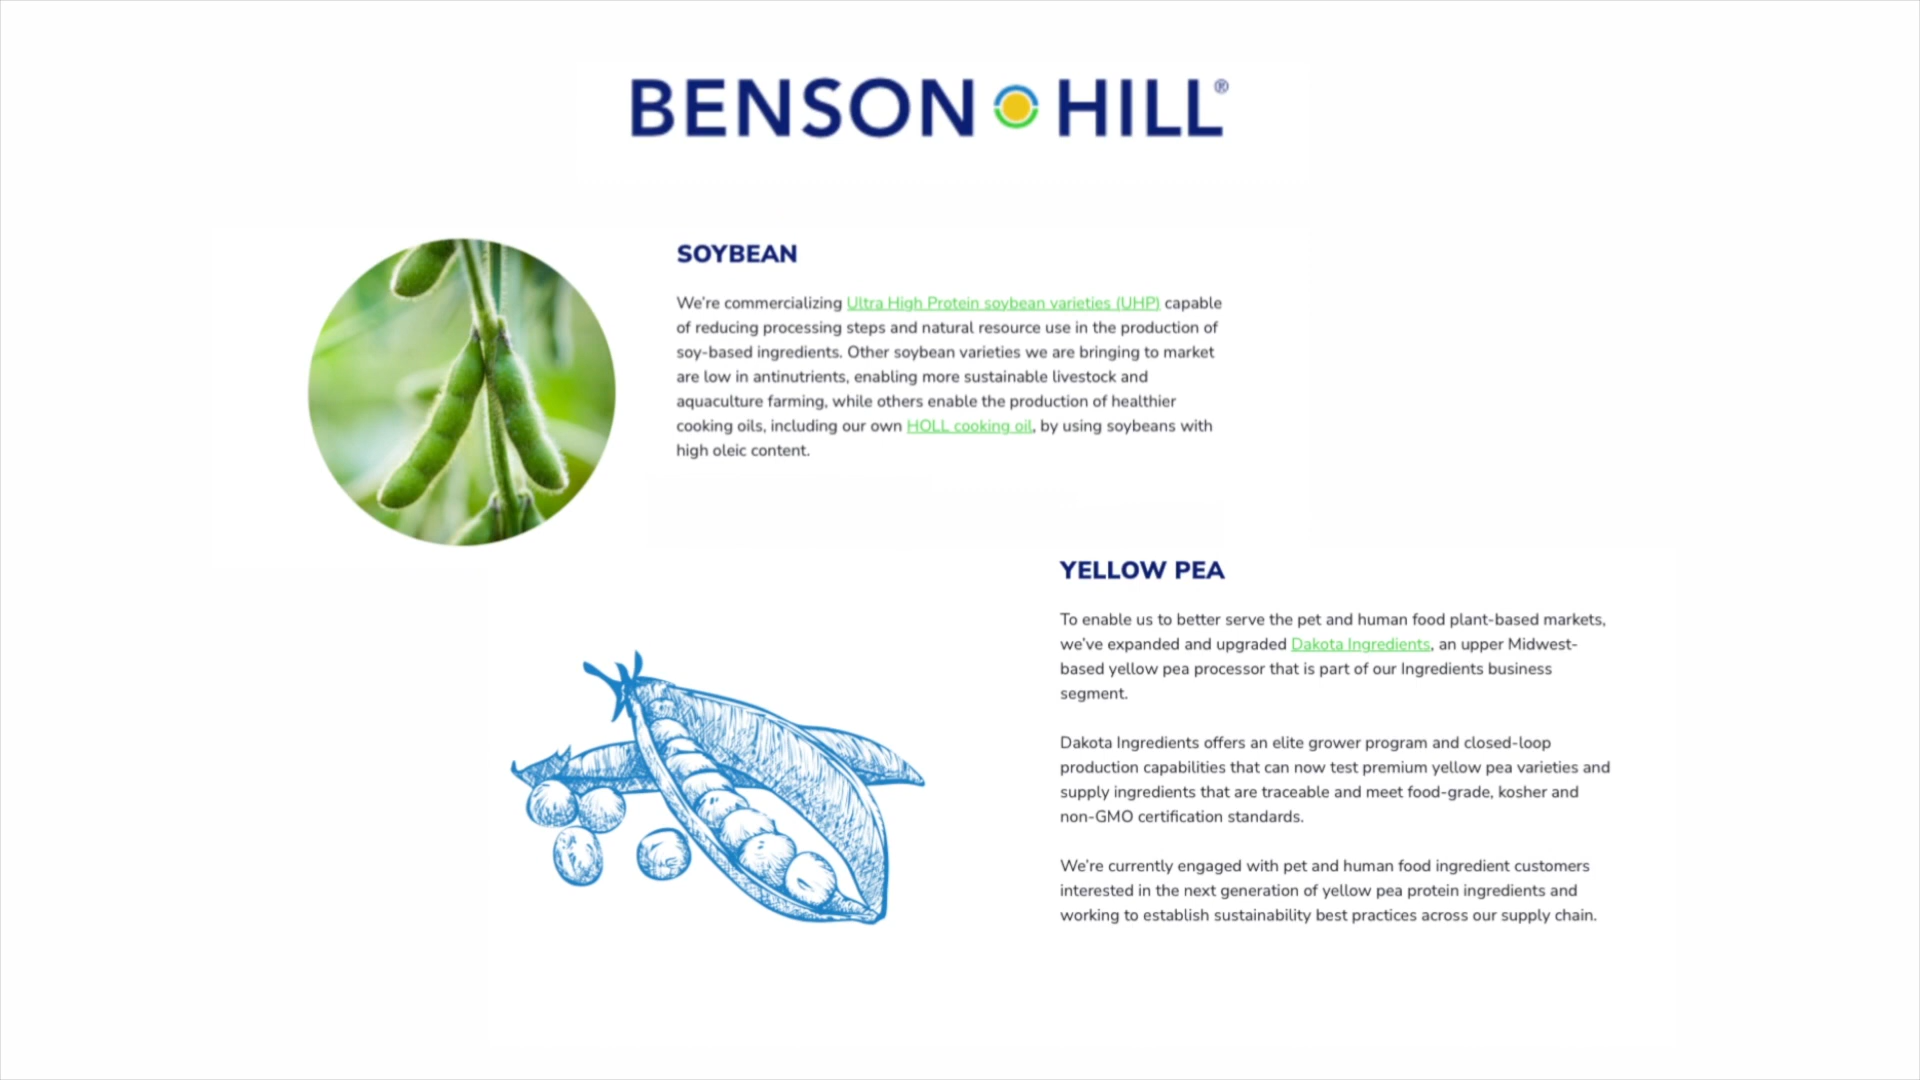 BENSON HILL®
SOYBEAN
We’re commercializing Ultra High Protein soybean varieties (UHP) capable
of reducing processing steps and natural resource use in the production of
soy-based ingredients. Other soybean varieties we are bringing to market
are low in antinutrients, enabling more sustainable livestock and
aquaculture farming, while others enable the production of healthier
cooking oils, including our own HOLL cooking oil, by using soybeans with
high oleic content.
YELLOW PEA
To enable us to better serve the pet and human food plant-based markets,
we’ve expanded and upgraded Dakota Ingredients, an upper Midwest-
based yellow pea processor that is part of our Ingredients business
segment.
Dakota Ingredients offers an elite grower program and closed-loop
production capabilities that can now test premium yellow pea varieties and
supply ingredients that are traceable and meet food-grade, kosher and
non-GMO certification standards.
We’re currently engaged with pet and human food ingredient customers
interested in the next generation of yellow pea protein ingredients and
working to establish sustainability best practices across our supply chain.